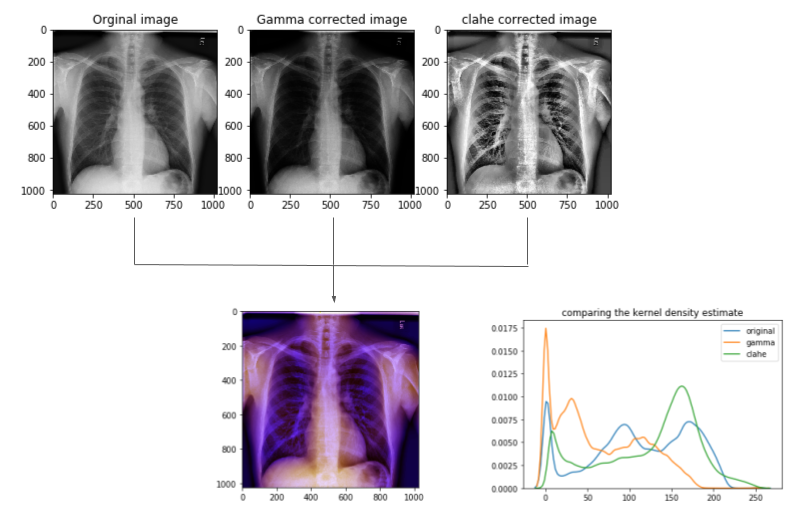 Orginal image
Gamma corrected image
clahe corrected image
0
200
400
600
800
1000
0 250 500 750 1000
0
200
400
600
800
1000
0 250 500 750 1000
0
200
400
600
800
1000
0 250 500 750 1000
0
200
400
600
800
1000
0 200 400 600 800 1000
comparing the kernel density estimate
original
gamma
clahe
0.0175
0.0150
0.0125
0.0100
0.0075
0.0050
0.0025
0.0000
0 50 100 150 200 250